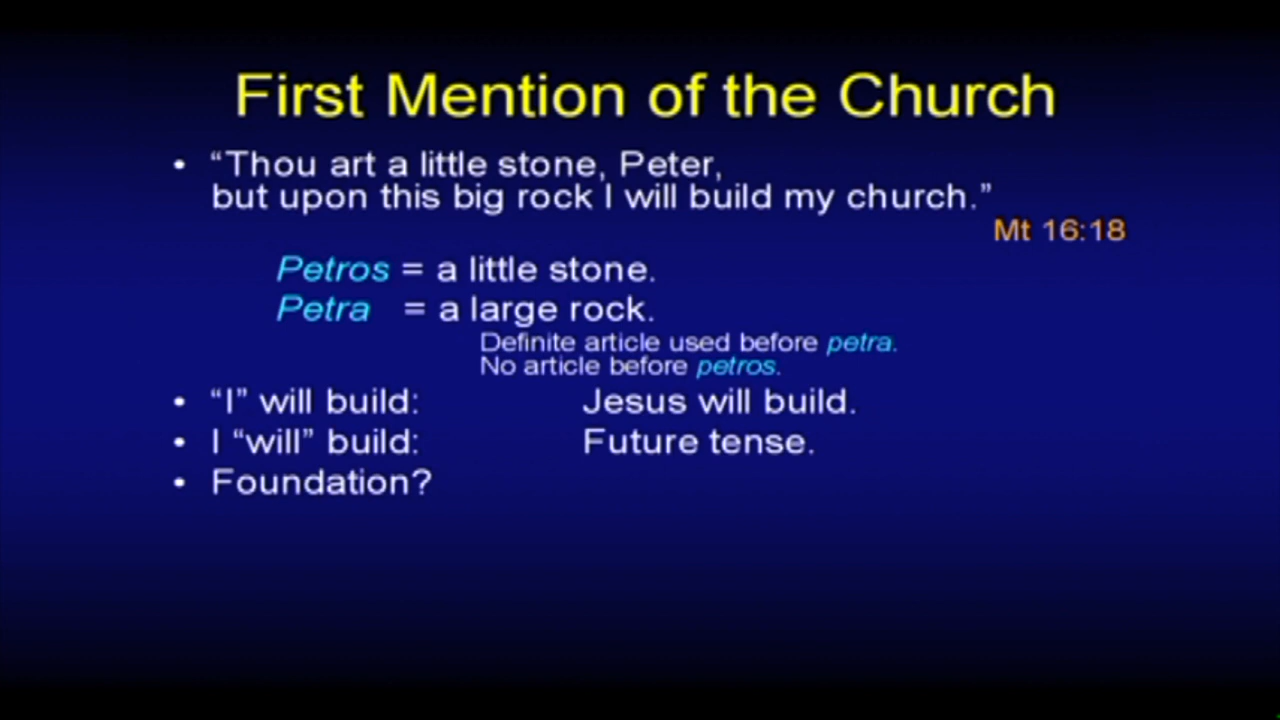 First Mention of the Church
• “Thou art a little stone, Peter,
but upon this big rock I will build my church.”
Mt 16:18
Petros = a little stone.
Petra = a large rock.
Definite article used before petra.
No article before petros.
• “I” will build: Jesus will build.
• I “will” build: Future tense.
• Foundation?